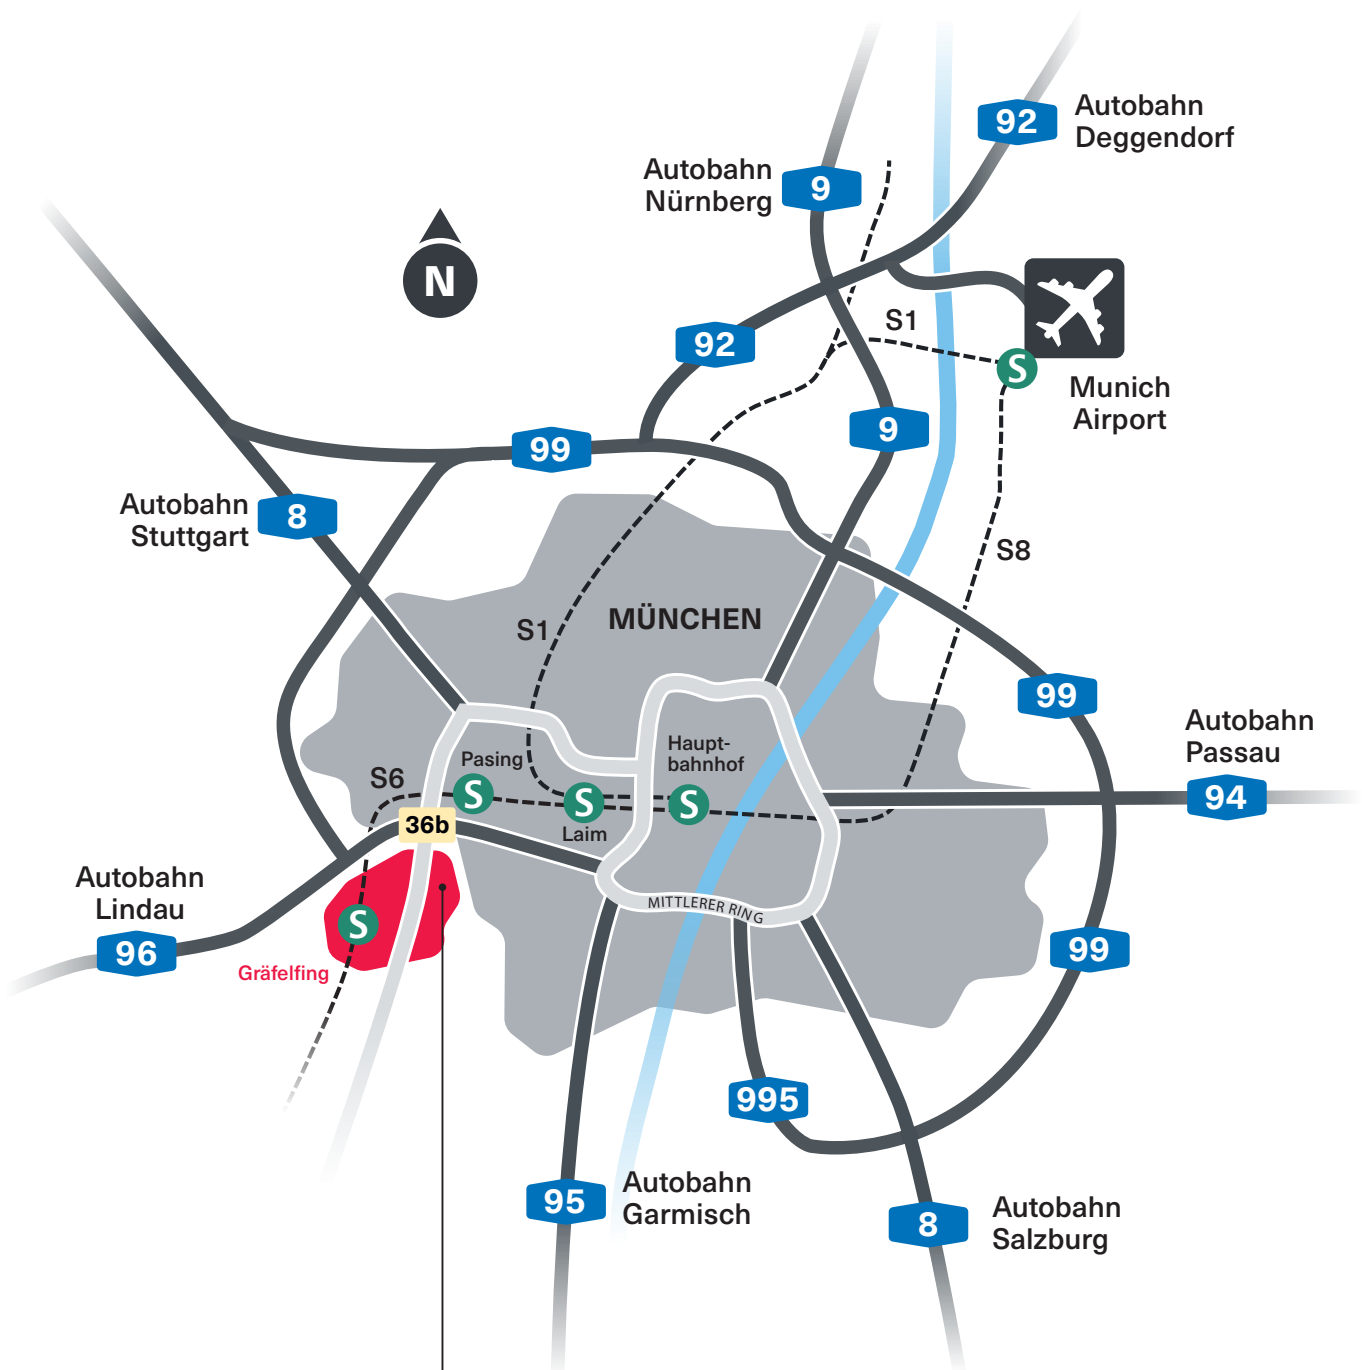 92
Autobahn
Deggendorf
Autobahn
Nürnberg
9
N
S1
92
S
Munich
Airport
9
99
Autobahn
Stuttgart
8
S8
MÜNCHEN
S1
99
Autobahn
Passau
94
Haupt-
bahnhof
Pasing
S6
S
S
S
Laim
36b
Autobahn
Lindau
96
S
Gräfelfing
MITTLERER RING
99
995
95
Autobahn
Garmisch
8
Autobahn
Salzburg